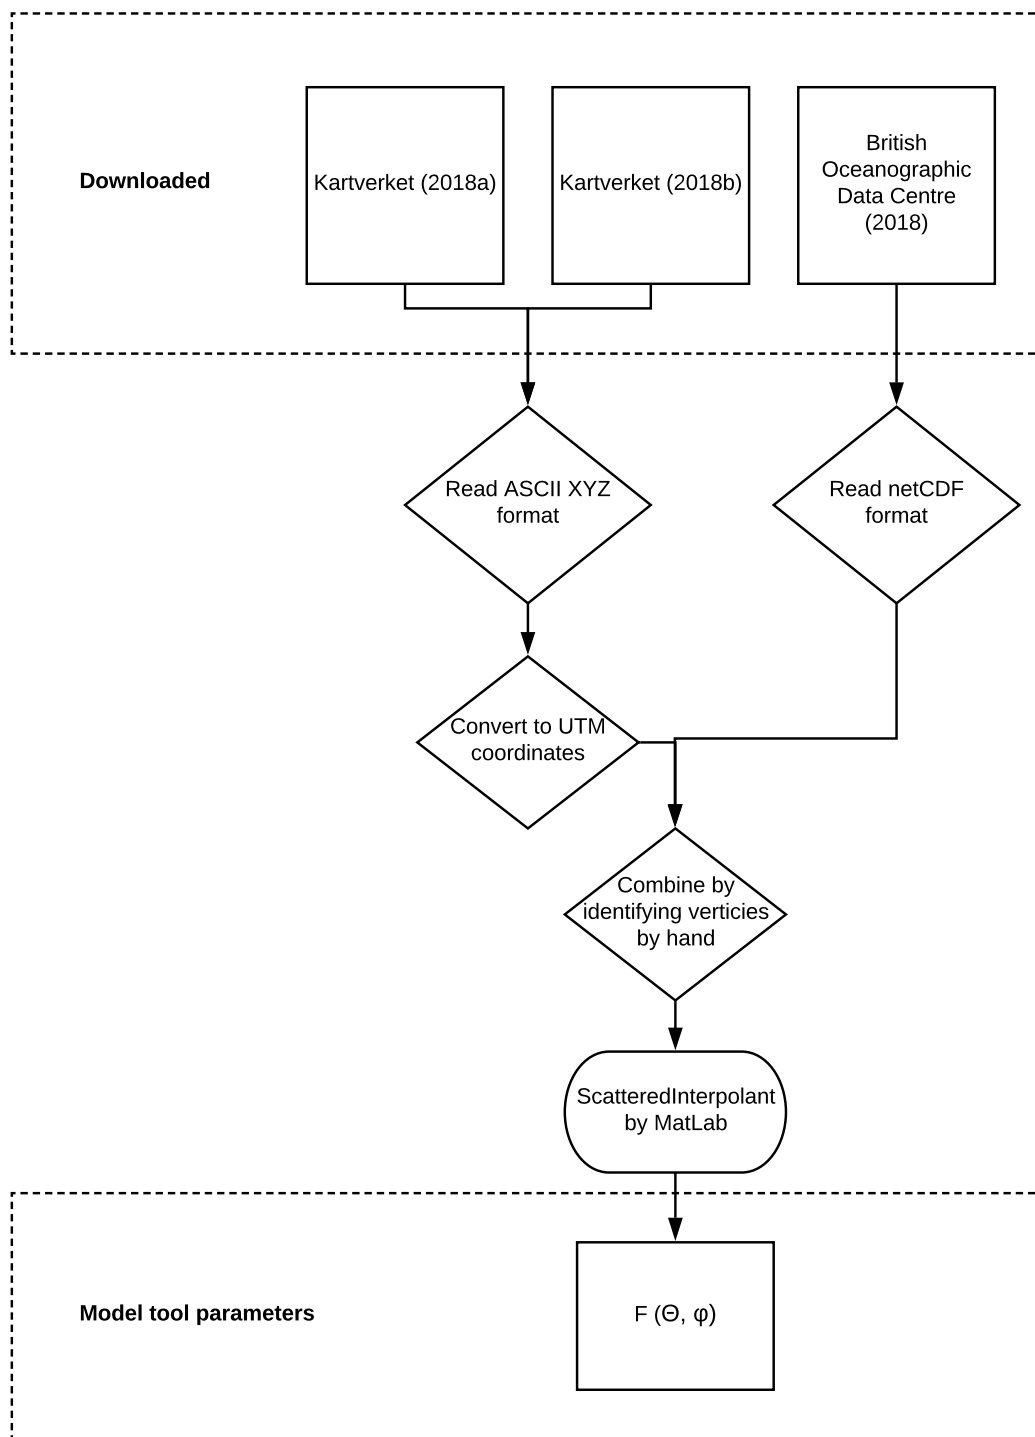 Downloaded
Kartverket (2018a)
Kartverket (2018b)
British
Oceanographic
Data Centre
(2018)
Read ASCII XYZ
format
Read netCDF
format
Convert to UTM
coordinates
Combine by
identifying verticies
by hand
ScatteredInterpolant
by MatLab
Model tool parameters
F (Θ, φ)